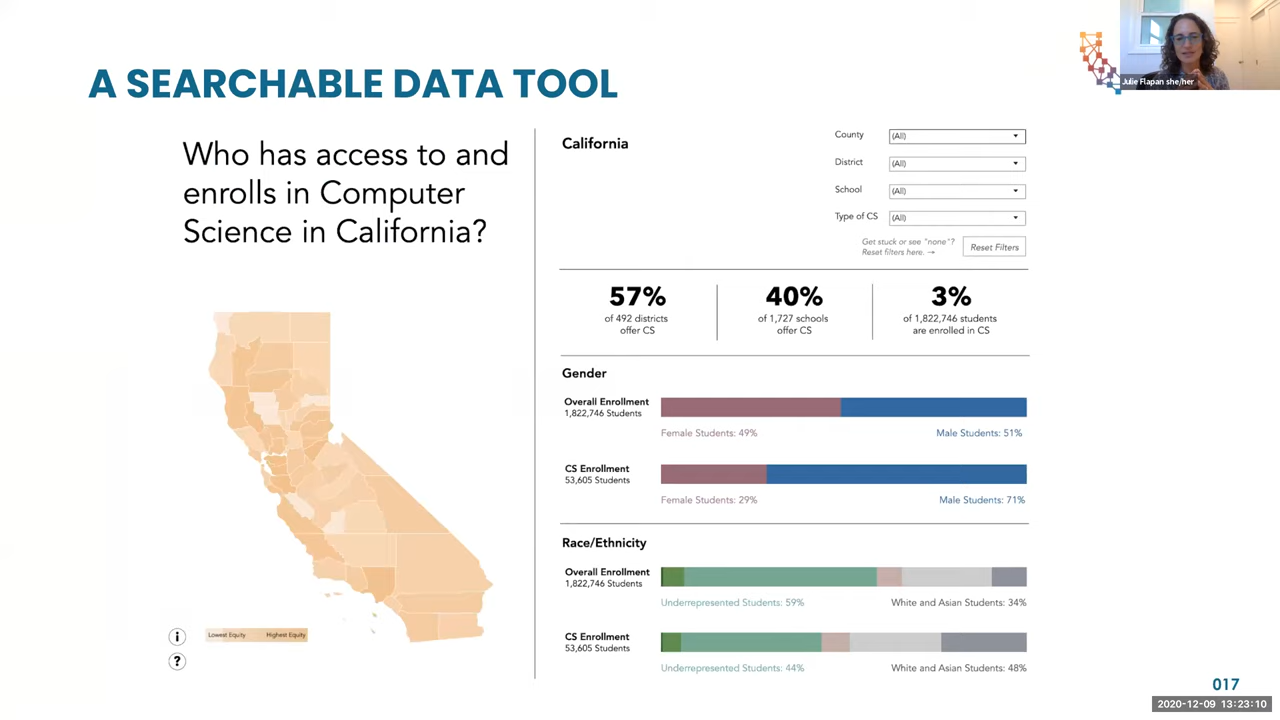 A SEARCHABLE DATA TOOL
Julie Flapan she/her
Who has access to and
enrolls in Computer
Science in California?
California
County
(All)
District
(All)
School
(All)
Type of CS
(All)
Get stuck or see "none"?
Reset filters here. →
Reset Filters
57%
of 492 districts
offer CS
40%
of 1,727 schools
offer CS
3%
of 1,822,746 students
are enrolled in CS
Gender
Overall Enrollment
1,822,746 Students
Female Students: 49%
Male Students: 51%
CS Enrollment
53,605 Students
Female Students: 29%
Male Students: 71%
Race/Ethnicity
Overall Enrollment
1,822,746 Students
Underrepresented Students: 59%
White and Asian Students: 34%
CS Enrollment
53,605 Students
Underrepresented Students: 44%
White and Asian Students: 48%
i
Lowest Equity
Highest Equity
?
017
2020-12-09 13:23:10